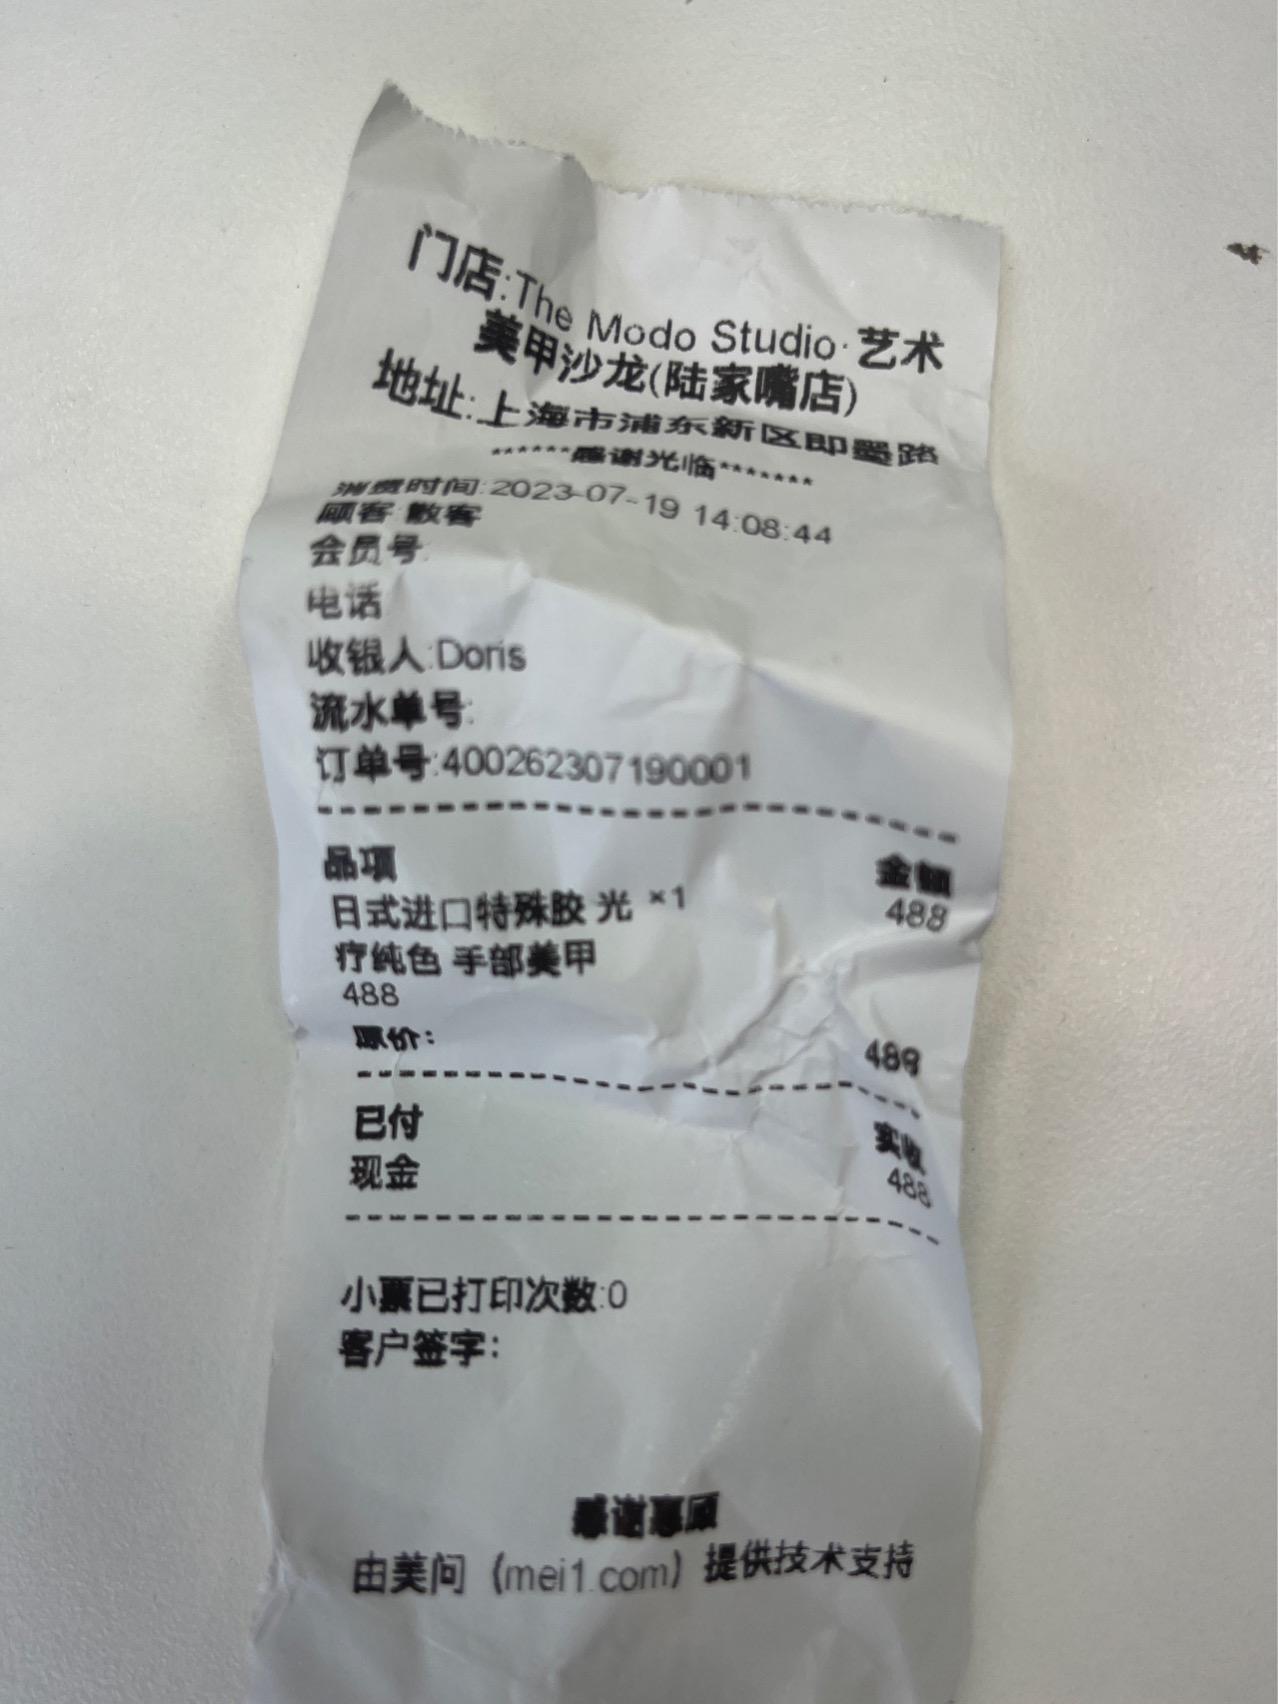 门店:The Modo Studio·艺术
美甲沙龙(陆家嘴店)
地址:上海市浦东新区即墨路
******感谢光临*******
消费时间:2023-07-19 14:08:44
顾客:散客
会员号:
电话
收银人:Doris
流水单号:
订单号:400262307190001
品项 金额
日式进口特殊胶 光 ×1 488
疗纯色 手部美甲
488
原价: 488
已付 实收
现金 488
小票已打印次数:0
客户签字:
感谢惠顾
由美问（mei1.com）提供技术支持